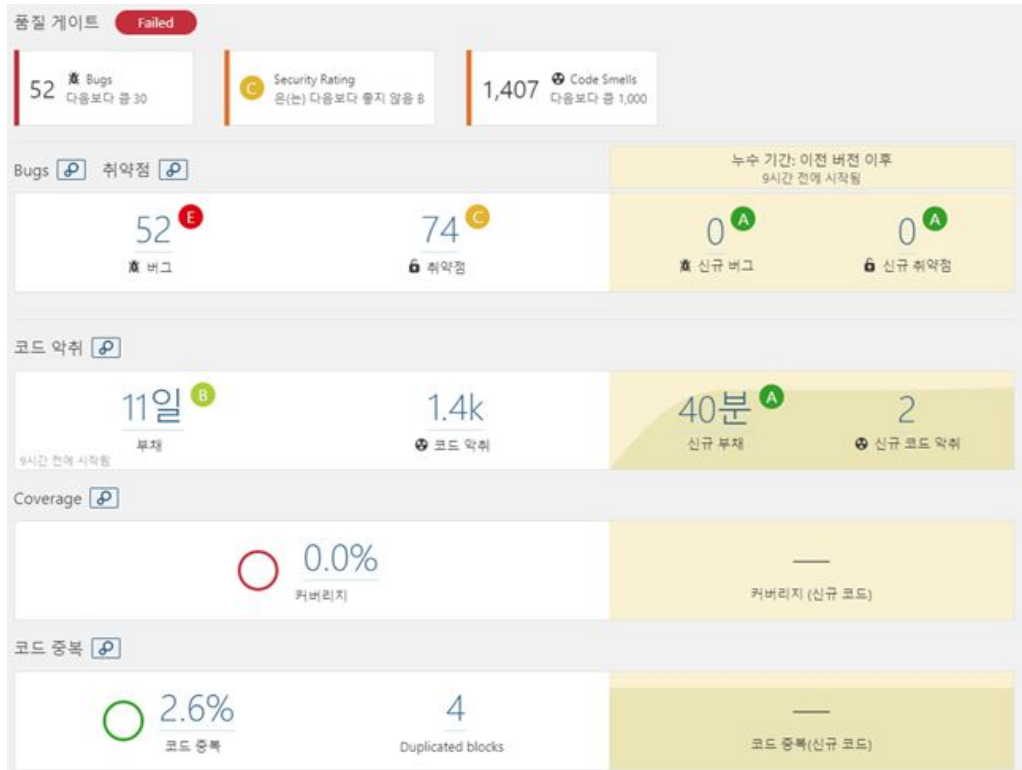 품질 게이트 Failed
52 Bugs 다음보다 큼 30
C Security Rating 은(는) 다음보다 좋지 않음 B
1,407 Code Smells 다음보다 큼 1,000
Bugs 취약점
누수 기간: 이전 버전 이후
9시간 전에 시작됨
52 E 74 C 0 A 0 A
버그 취약점 신규 버그 신규 취약점
코드 악취
11일 B 1.4k 40분 A 2
부채 코드 악취 신규 부채 신규 코드 악취
9시간 전에 시작됨
Coverage
0.0%
커버리지 커버리지 (신규 코드)
코드 중복
2.6% 4
코드 중복 Duplicated blocks 코드 중복(신규 코드)